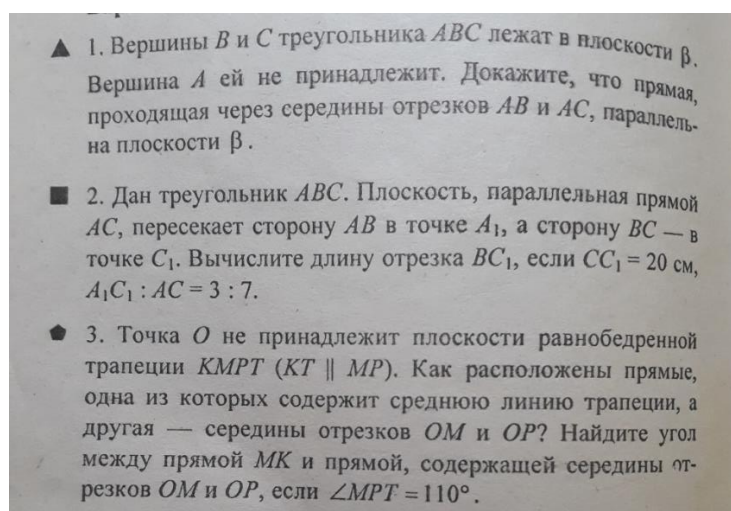 ▲ 1. Вершины B и C треугольника ABC лежат в плоскости β.
Вершина A ей не принадлежит. Докажите, что прямая,
проходящая через середины отрезков AB и AC, параллель-
на плоскости β.
■ 2. Дан треугольник ABC. Плоскость, параллельная прямой
AC, пересекает сторону AB в точке A₁, а сторону BC — в
точке C₁. Вычислите длину отрезка BC₁, если CC₁ = 20 см,
A₁C₁ : AC = 3 : 7.
⬟ 3. Точка O не принадлежит плоскости равнобедренной
трапеции KMPT (KT || MP). Как расположены прямые,
одна из которых содержит среднюю линию трапеции, а
другая — середины отрезков OM и OP? Найдите угол
между прямой MK и прямой, содержащей середины от-
резков OM и OP, если ∠MPT = 110°.